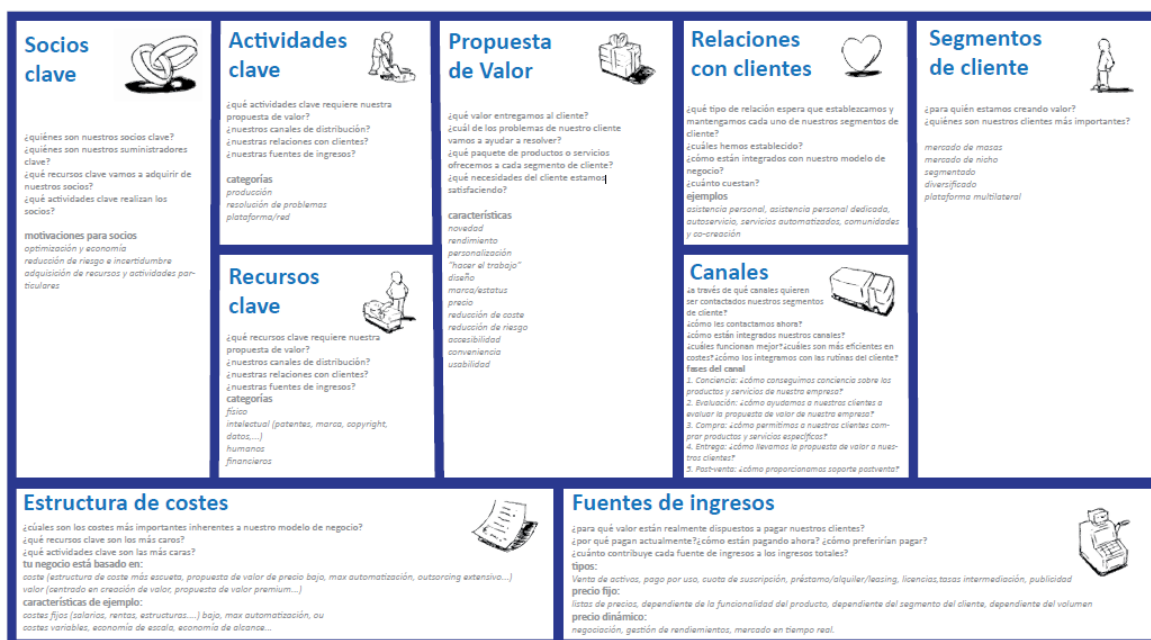 Socios
clave
¿quiénes son nuestros socios clave?
¿quiénes son nuestros suministradores
clave?
¿qué recursos clave vamos a adquirir de
nuestros socios?
¿qué actividades clave realizan los
socios?
motivaciones para socios
optimización y economía
reducción de riesgo e incertidumbre
adquisición de recursos y actividades par-
ticulares
Actividades
clave
¿qué actividades clave requiere nuestra
propuesta de valor?
¿nuestros canales de distribución?
¿nuestras relaciones con clientes?
¿nuestras fuentes de ingresos?
categorías
producción
resolución de problemas
plataforma/red
Recursos
clave
¿qué recursos clave requiere nuestra
propuesta de valor?
¿nuestros canales de distribución?
¿nuestras relaciones con clientes?
¿nuestras fuentes de ingresos?
categorías
físico
intelectual (patentes, marca, copyright,
datos,...)
humanos
financieros
Propuesta
de Valor
¿qué valor entregamos al cliente?
¿cuál de los problemas de nuestro cliente
vamos a ayudar a resolver?
¿qué paquete de productos o servicios
ofrecemos a cada segmento de cliente?
¿qué necesidades del cliente estamos
satisfaciendo?
características
novedad
rendimiento
personalización
"hacer el trabajo"
diseño
marca/estatus
precio
reducción de coste
reducción de riesgo
accesibilidad
conveniencia
usabilidad
Relaciones
con clientes
¿qué tipo de relación espera que establezcamos y
mantengamos cada uno de nuestros segmentos de
cliente?
¿cuáles hemos establecido?
¿cómo están integrados con nuestro modelo de
negocio?
¿cuánto cuestan?
ejemplos
asistencia personal, asistencia personal dedicada,
autoservicio, servicios automatizados, comunidades
y co-creación
Canales
¿a través de qué canales quieren
ser contactados nuestros segmentos
de cliente?
¿cómo les contactamos ahora?
¿cómo están integrados nuestros canales?
¿cuáles funcionan mejor?¿cuáles son más eficientes en
costes?¿cómo los integramos con las rutinas del cliente?
fases del canal
1. Conciencia: ¿cómo conseguimos conciencia sobre los
productos y servicios de nuestra empresa?
2. Evaluación: ¿cómo ayudamos a nuestros clientes a
evaluar la propuesta de valor de nuestra empresa?
3. Compra: ¿cómo permitimos a nuestros clientes com-
prar productos y servicios específicos?
4. Entrega: ¿cómo llevamos la propuesta de valor a nues-
tros clientes?
5. Post-venta: ¿cómo proporcionamos soporte postventa?
Segmentos
de cliente
¿para quién estamos creando valor?
¿quiénes son nuestros clientes más importantes?
mercado de masas
mercado de nicho
segmentado
diversificado
plataforma multilateral
Estructura de costes
¿cúales son los costes más importantes inherentes a nuestro modelo de negocio?
¿qué recursos clave son los más caros?
¿qué actividades clave son las más caras?
tu negocio está basado en:
coste (estructura de coste más escueta, propuesta de valor de precio bajo, max automatización, outsorcing extensivo...)
valor (centrado en creación de valor, propuesta de valor premium...)
características de ejemplo:
costes fijos (salarios, rentas, estructuras....) bajo, max automatización, ou
costes variables, economía de escala, economía de alcance...
Fuentes de ingresos
¿para qué valor están realmente dispuestos a pagar nuestros clientes?
¿por qué pagan actualmente?¿cómo están pagando ahora? ¿cómo preferirían pagar?
¿cuánto contribuye cada fuente de ingresos a los ingresos totales?
tipos:
Venta de activos, pago por uso, cuota de suscripción, préstamo/alquiler/leasing, licencias,tasas intermediación, publicidad
precio fijo:
listas de precios, dependiente de la funcionalidad del producto, dependiente del segmento del cliente, dependiente del volumen
precio dinámico:
negociación, gestión de rendimientos, mercado en tiempo real.